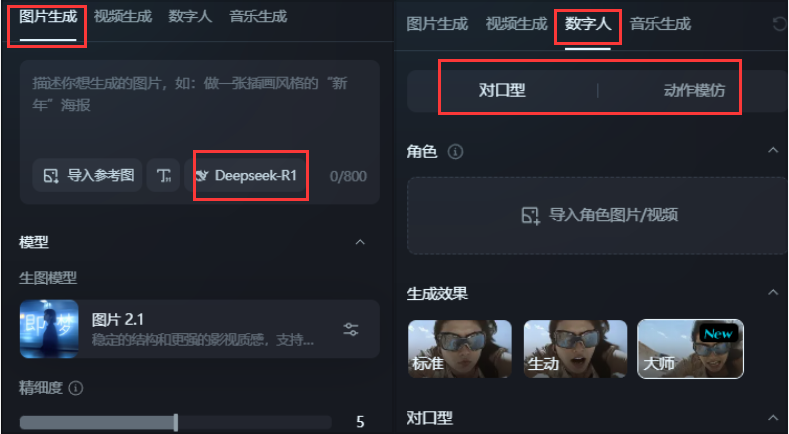 图片生成 视频生成 数字人 音乐生成
描述你想生成的图片，如：做一张插画风格的“新
年”海报
导入参考图 T Deepseek-R1 0/800
模型
生图模型
即梦
图片 2.1
稳定的结构和更强的影视质感，支持...
精细度
5
图片生成 视频生成 数字人 音乐生成
对口型 动作模仿
角色
导入角色图片/视频
生成效果
标准 生动 大师 New
对口型